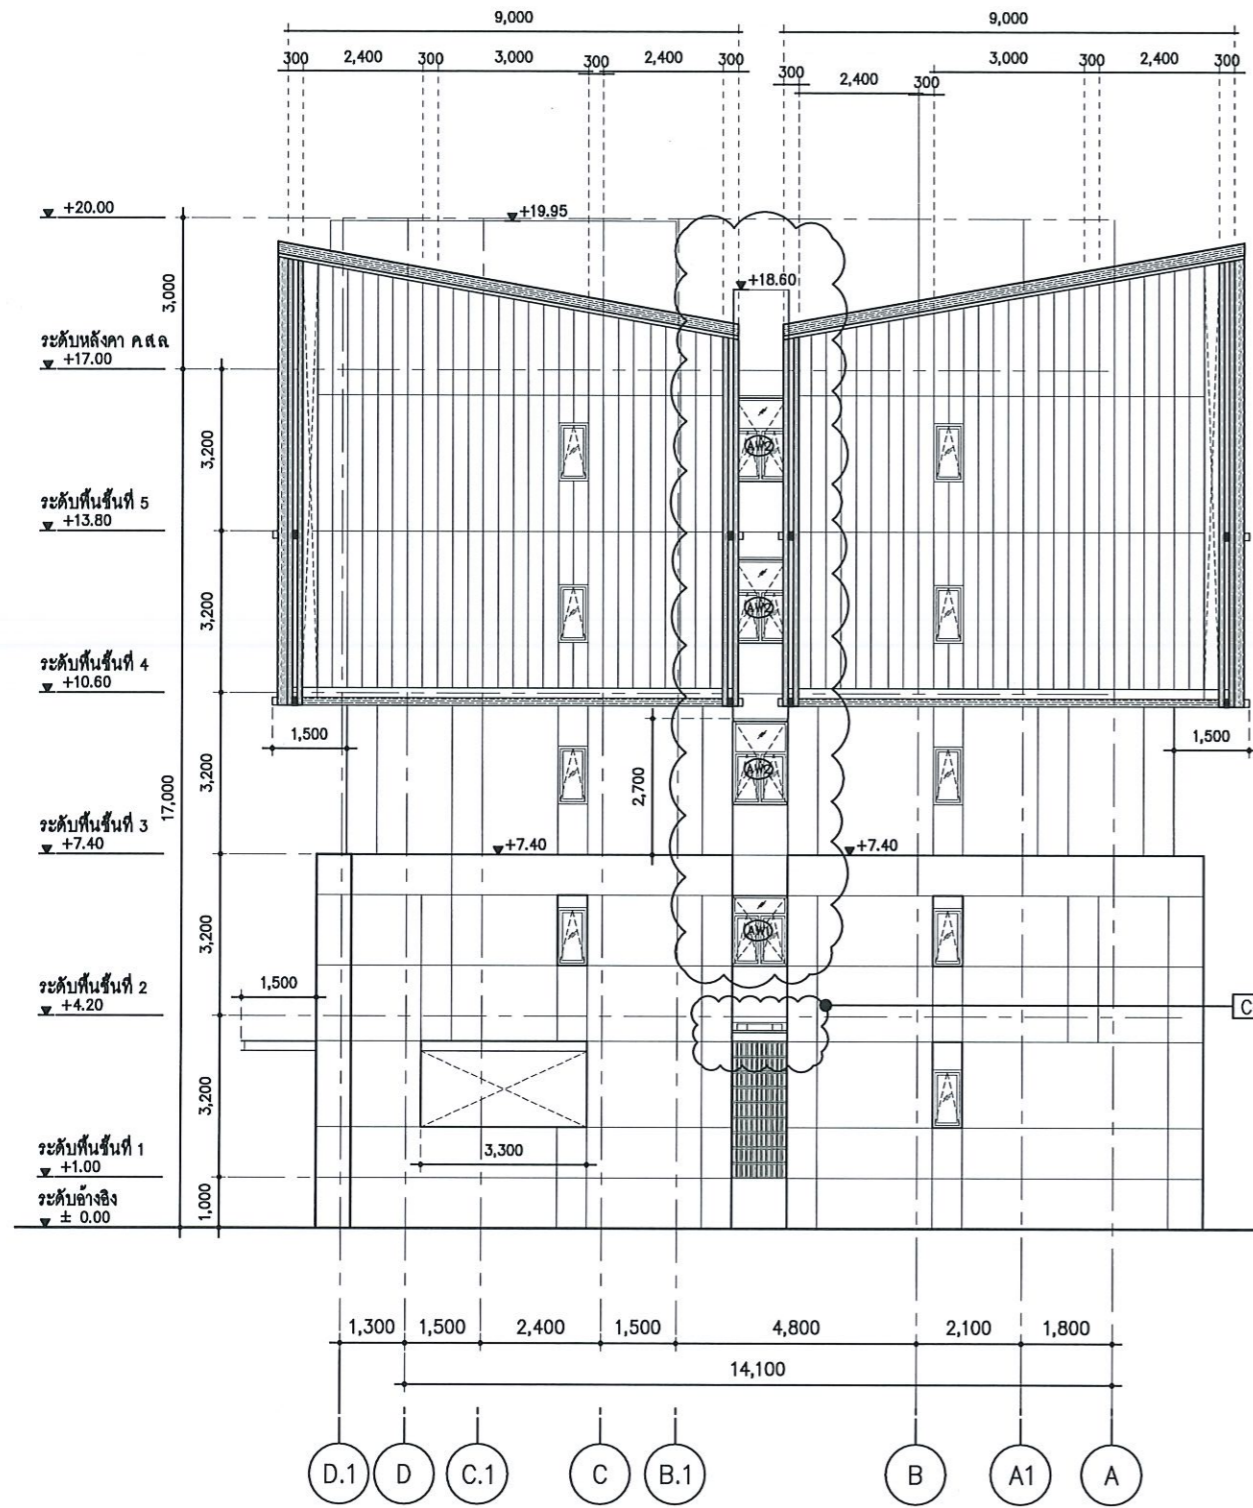 9,000
9,000
300 2,400 300 3,000 300 2,400 300
300 2,400 300 3,000 300 2,400 300
+20.00
+19.95
+18.60
3,000
ระดับหลังคา ค.ส.ล.
+17.00
3,200
AW2
ระดับพื้นชั้นที่ 5
+13.80
3,200
AW2
ระดับพื้นชั้นที่ 4
+10.60
1,500
1,500
3,200
17,000
2,700
AW2
ระดับพื้นชั้นที่ 3
+7.40
+7.40
+7.40
3,200
AW1
ระดับพื้นชั้นที่ 2
+4.20
1,500
C
3,200
ระดับพื้นชั้นที่ 1
+1.00
3,300
ระดับอ้างอิง
± 0.00
1,000
1,300 1,500 2,400 1,500 4,800 2,100 1,800
14,100
D.1 D C.1 C B.1 B A1 A